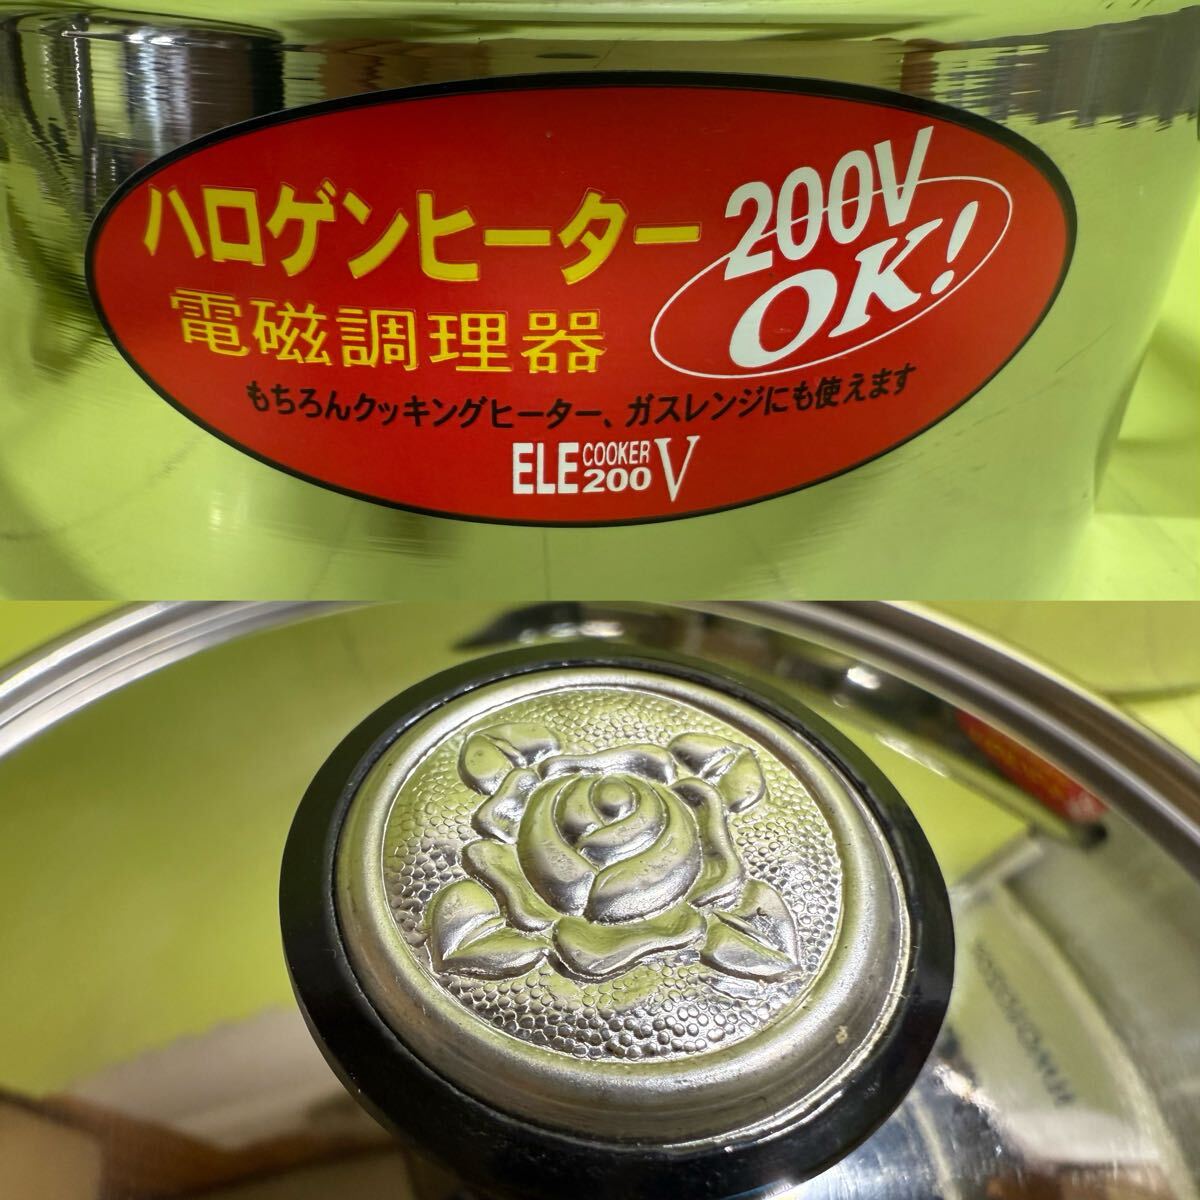 ハロゲンヒーター
電磁調理器
200V
OK!
もちろんクッキングヒーター、ガスレンジにも使えます
ELE COOKER 200 V